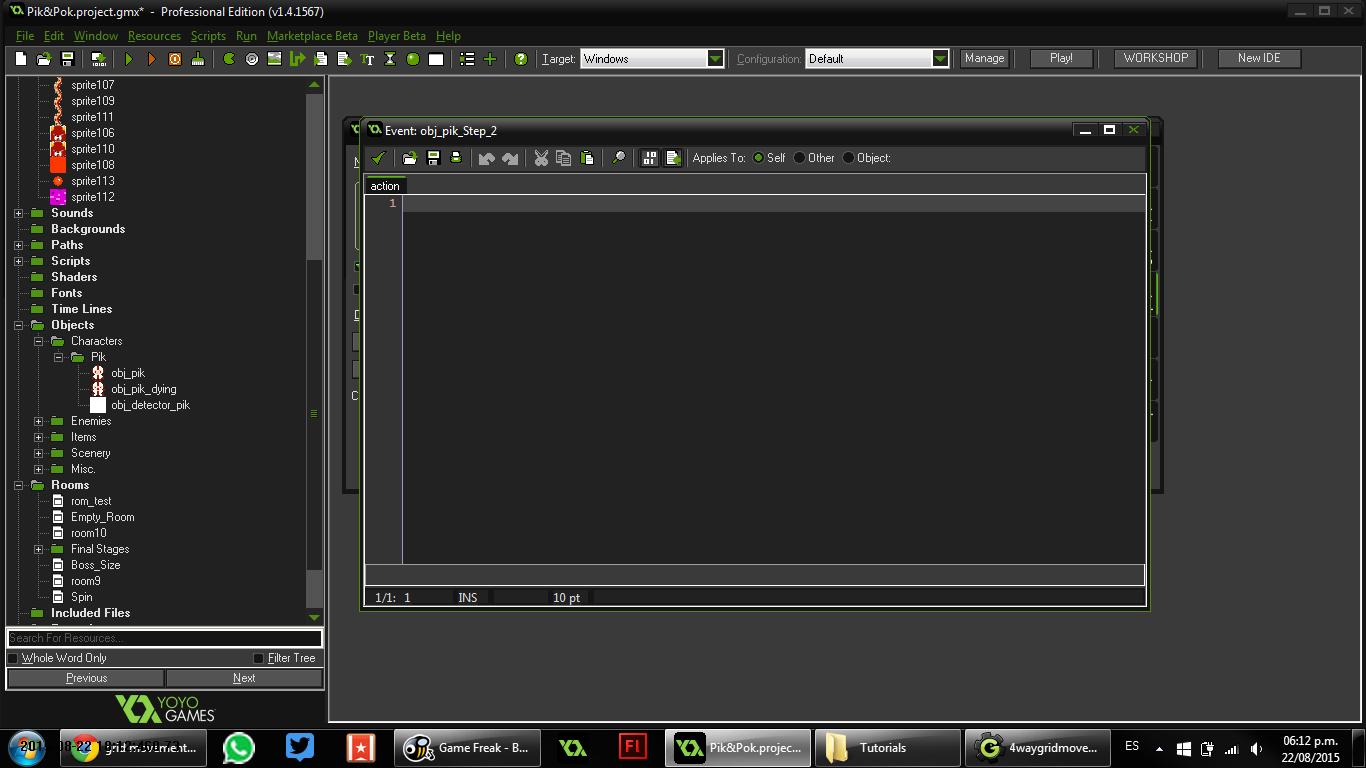 Pik&Pok.project.gmx* - Professional Edition (v1.4.1567)
File Edit Window Resources Scripts Run Marketplace Beta Player Beta Help
Target: Windows Configuration: Default Manage Play! WORKSHOP New IDE
sprite107
sprite109
sprite111
sprite106
sprite110
sprite108
sprite113
sprite112
Sounds
Backgrounds
Paths
Scripts
Shaders
Fonts
Time Lines
Objects
Characters
Pik
obj_pik
obj_pik_dying
obj_detector_pik
Enemies
Items
Scenery
Misc.
Rooms
rom_test
Empty_Room
room10
Final Stages
Boss_Size
room9
Spin
Included Files
Search For Resources...
Whole Word Only Filter Tree
Previous Next
YOYO
GAMES
Event: obj_pik_Step_2
Applies To: Self Other Object:
action
1
1/1: 1 INS 10 pt
Game Freak - B...
Fl
Pik&Pok.projec...
Tutorials
4waygridmove...
ES
06:12 p.m.
22/08/2015